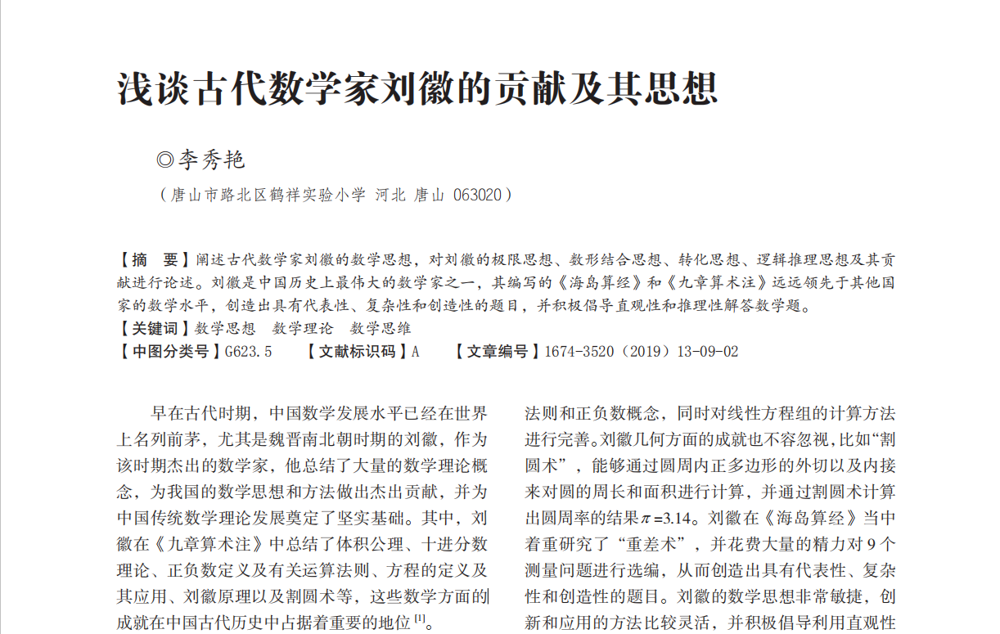 浅谈古代数学家刘徽的贡献及其思想
◎李秀艳
（唐山市路北区鹤祥实验小学 河北 唐山 063020）
【摘　要】阐述古代数学家刘徽的数学思想，对刘徽的极限思想、数形结合思想、转化思想、逻辑推理思想及其贡
献进行论述。刘徽是中国历史上最伟大的数学家之一，其编写的《海岛算经》和《九章算术注》远远领先于其他国
家的数学水平，创造出具有代表性、复杂性和创造性的题目，并积极倡导直观性和推理性解答数学题。
【关键词】数学思想　数学理论　数学思维
【中图分类号】G623.5　【文献标识码】A　【文章编号】1674-3520（2019）13-09-02
早在古代时期，中国数学发展水平已经在世界
上名列前茅，尤其是魏晋南北朝时期的刘徽，作为
该时期杰出的数学家，他总结了大量的数学理论概
念，为我国的数学思想和方法做出杰出贡献，并为
中国传统数学理论发展奠定了坚实基础。其中，刘
徽在《九章算术注》中总结了体积公理、十进分数
理论、正负数定义及有关运算法则、方程的定义及
其应用、刘徽原理以及割圆术等，这些数学方面的
成就在中国古代历史中占据着重要的地位[1]。
法则和正负数概念，同时对线性方程组的计算方法
进行完善。刘徽几何方面的成就也不容忽视，比如“割
圆术”，能够通过圆周内正多边形的外切以及内接
来对圆的周长和面积进行计算，并通过割圆术计算
出圆周率的结果π=3.14。刘徽在《海岛算经》当中
着重研究了“重差术”，并花费大量的精力对9个
测量问题进行选编，从而创造出具有代表性、复杂
性和创造性的题目。刘徽的数学思想非常敏捷，创
新和应用的方法比较灵活，并积极倡导利用直观性